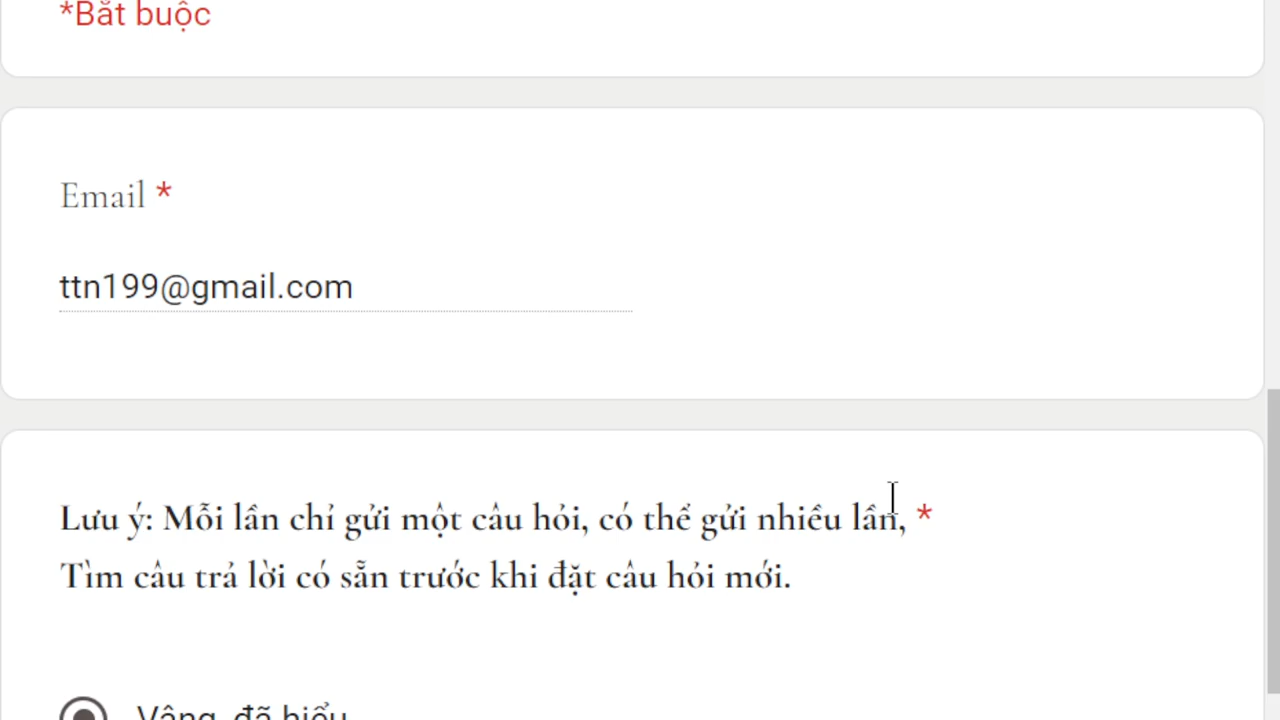 *Bắt buộc
Email *
ttn199@gmail.com
Lưu ý: Mỗi lần chỉ gửi một câu hỏi, có thể gửi nhiều lần, *
Tìm câu trả lời có sẵn trước khi đặt câu hỏi mới.
Vâng, đã hiểu